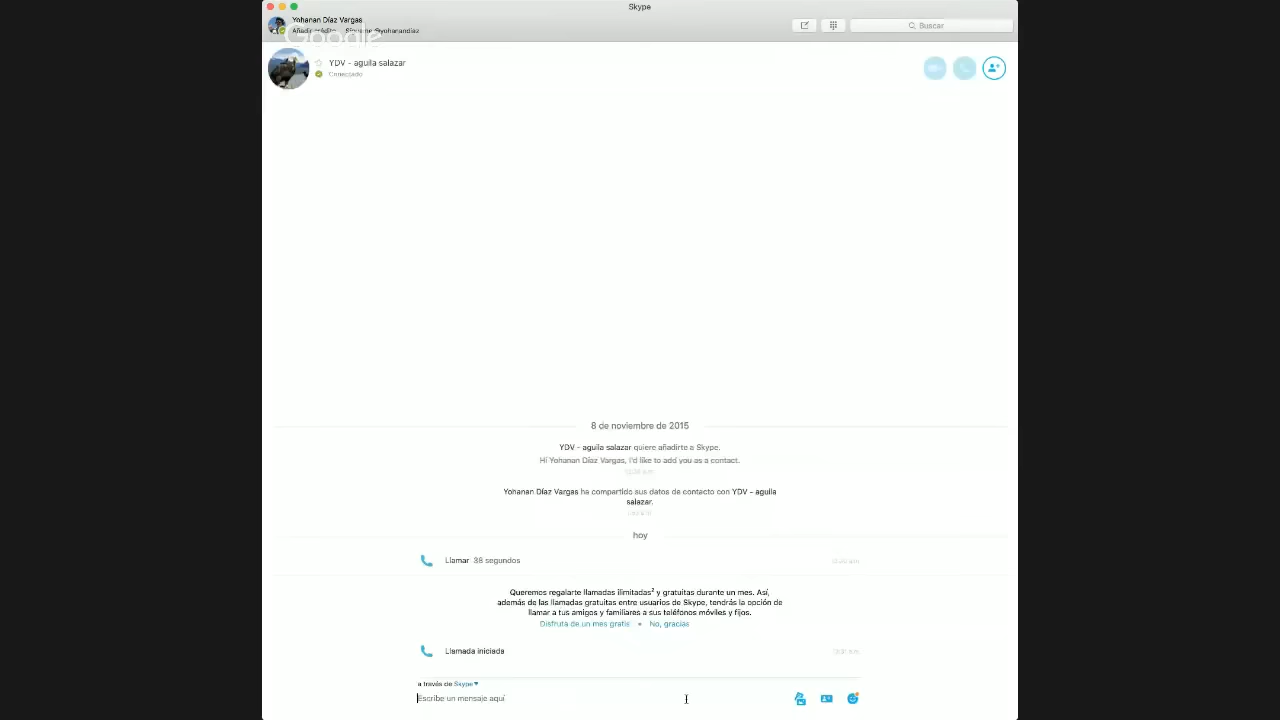 Skype
Yohanan Díaz Vargas
Buscar
Google
YDV - aguila salazar
Conectado
8 de noviembre de 2015
YDV - aguila salazar quiere añadirte a Skype.
Hi Yohanan Díaz Vargas, I'd like to add you as a contact.
Yohanan Díaz Vargas ha compartido sus datos de contacto con YDV - aguila
salazar.
hoy
Llamar 38 segundos
Queremos regalarte llamadas ilimitadas² y gratuitas durante un mes. Así,
además de las llamadas gratuitas entre usuarios de Skype, tendrás la opción de
llamar a tus amigos y familiares a sus teléfonos móviles y fijos.
Disfruta de un mes gratis • No, gracias
Llamada iniciada
a través de Skype
Escribe un mensaje aquí